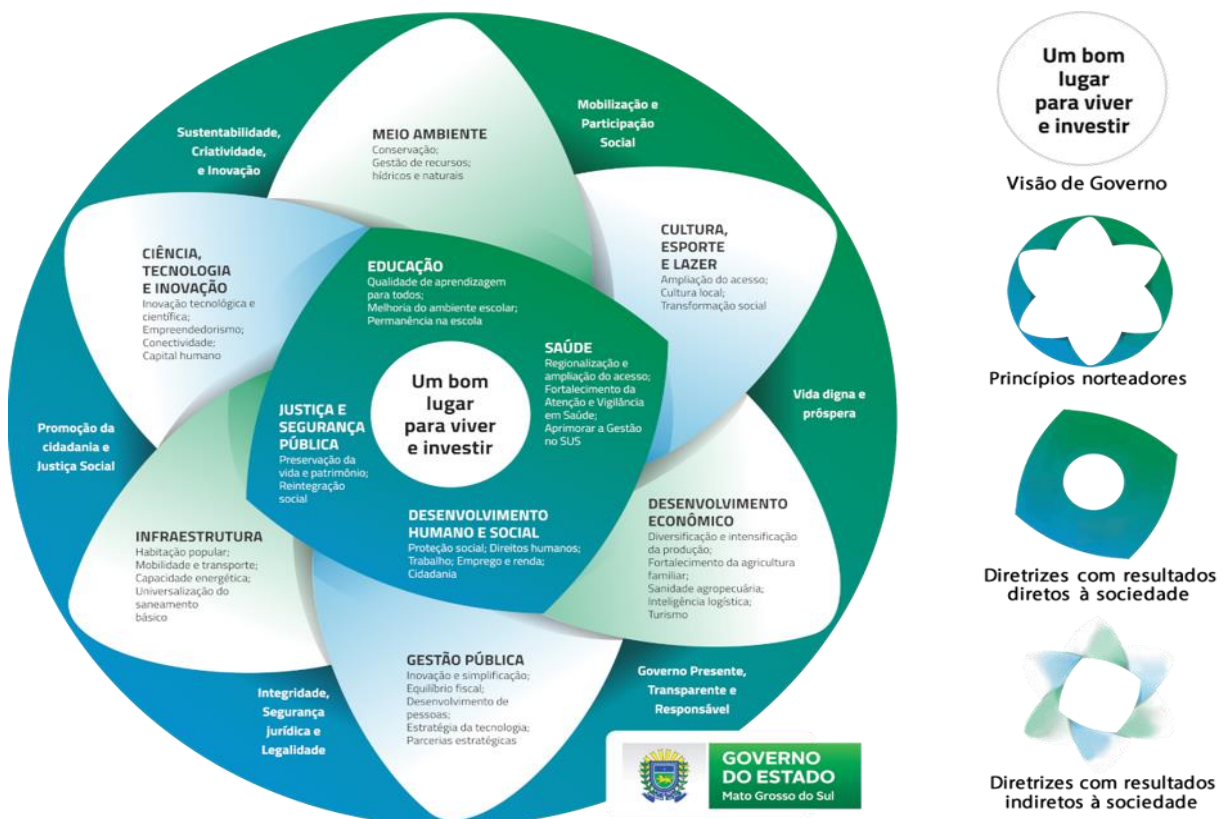 Sustentabilidade,
Criatividade,
e Inovação
MEIO AMBIENTE
Conservação;
Gestão de recursos;
hídricos e naturais
Mobilização e
Participação
Social
CIÊNCIA,
TECNOLOGIA
E INOVAÇÃO
Inovação tecnológica e
científica;
Empreendedorismo;
Conectividade;
Capital humano
EDUCAÇÃO
Qualidade de aprendizagem
para todos;
Melhoria do ambiente escolar;
Permanência na escola
CULTURA,
ESPORTE
E LAZER
Ampliação do acesso;
Cultura local;
Transformação social
SAÚDE
Regionalização e
ampliação do acesso;
Fortalecimento da
Atenção e Vigilância
em Saúde;
Aprimorar a Gestão
no SUS
Um bom
lugar
para viver
e investir
JUSTIÇA E
SEGURANÇA
PÚBLICA
Preservação da
vida e patrimônio;
Reintegração
social
Vida digna e
próspera
Promoção da
cidadania e
Justiça Social
DESENVOLVIMENTO
HUMANO E SOCIAL
Proteção social; Direitos humanos;
Trabalho; Emprego e renda;
Cidadania
DESENVOLVIMENTO
ECONÔMICO
Diversificação e intensificação
da produção;
Fortalecimento da agricultura
familiar;
Sanidade agropecuária;
Inteligência logística;
Turismo
INFRAESTRUTURA
Habitação popular;
Mobilidade e transporte;
Capacidade energética;
Universalização do
saneamento
básico
GESTÃO PÚBLICA
Inovação e simplificação;
Equilíbrio fiscal;
Desenvolvimento de
pessoas;
Estratégia da tecnologia;
Parcerias estratégicas
Integridade,
Segurança
jurídica e
Legalidade
Governo Presente,
Transparente e
Responsável
GOVERNO
DO ESTADO
Mato Grosso do Sul
Um bom
lugar
para viver
e investir
Visão de Governo
Princípios norteadores
Diretrizes com resultados
diretos à sociedade
Diretrizes com resultados
indiretos à sociedade